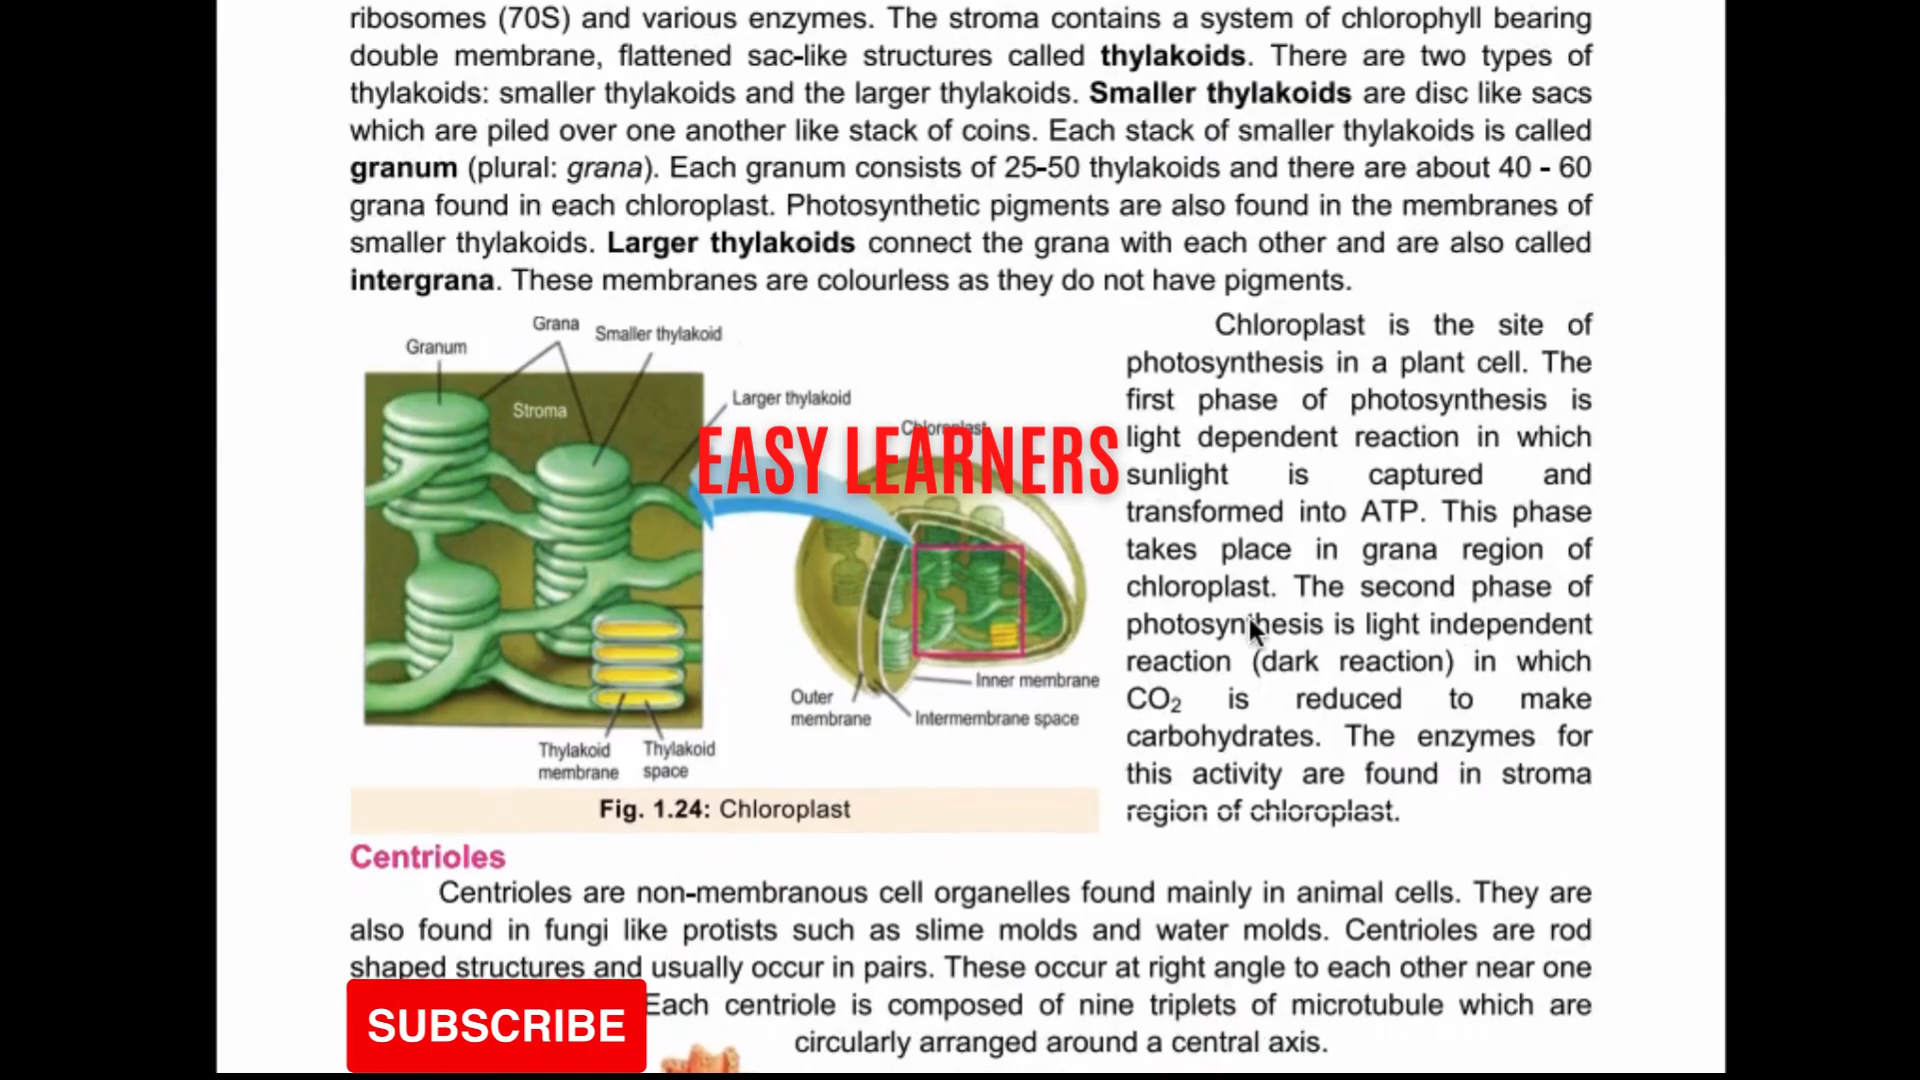 ribosomes (70S) and various enzymes. The stroma contains a system of chlorophyll bearing
double membrane, flattened sac-like structures called thylakoids. There are two types of
thylakoids: smaller thylakoids and the larger thylakoids. Smaller thylakoids are disc like sacs
which are piled over one another like stack of coins. Each stack of smaller thylakoids is called
granum (plural: grana). Each granum consists of 25-50 thylakoids and there are about 40 - 60
grana found in each chloroplast. Photosynthetic pigments are also found in the membranes of
smaller thylakoids. Larger thylakoids connect the grana with each other and are also called
intergrana. These membranes are colourless as they do not have pigments.
Grana
Smaller thylakoid
Granum
Stroma
Larger thylakoid
Chloroplast
EASY LEARNERS
Inner membrane
Outer
membrane
Intermembrane space
Thylakoid
membrane
Thylakoid
space
Fig. 1.24: Chloroplast
Chloroplast is the site of
photosynthesis in a plant cell. The
first phase of photosynthesis is
light dependent reaction in which
sunlight is captured and
transformed into ATP. This phase
takes place in grana region of
chloroplast. The second phase of
photosynthesis is light independent
reaction (dark reaction) in which
CO₂ is reduced to make
carbohydrates. The enzymes for
this activity are found in stroma
region of chloroplast.
Centrioles
Centrioles are non-membranous cell organelles found mainly in animal cells. They are
also found in fungi like protists such as slime molds and water molds. Centrioles are rod
shaped structures and usually occur in pairs. These occur at right angle to each other near one
Each centriole is composed of nine triplets of microtubule which are
SUBSCRIBE
circularly arranged around a central axis.